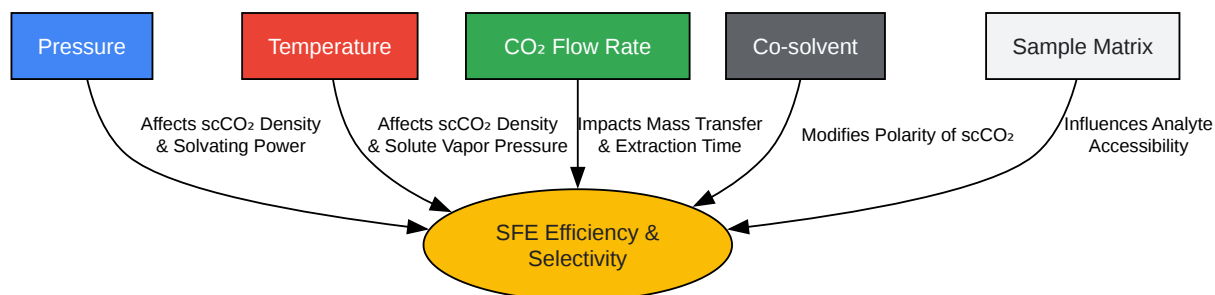 Pressure
Temperature
CO₂ Flow Rate
Co-solvent
Sample Matrix
Affects scCO₂ Density
& Solvating Power
Affects scCO₂ Density
& Solute Vapor Pressure
Impacts Mass Transfer
& Extraction Time
Modifies Polarity of scCO₂
Influences Analyte
Accessibility
SFE Efficiency &
Selectivity